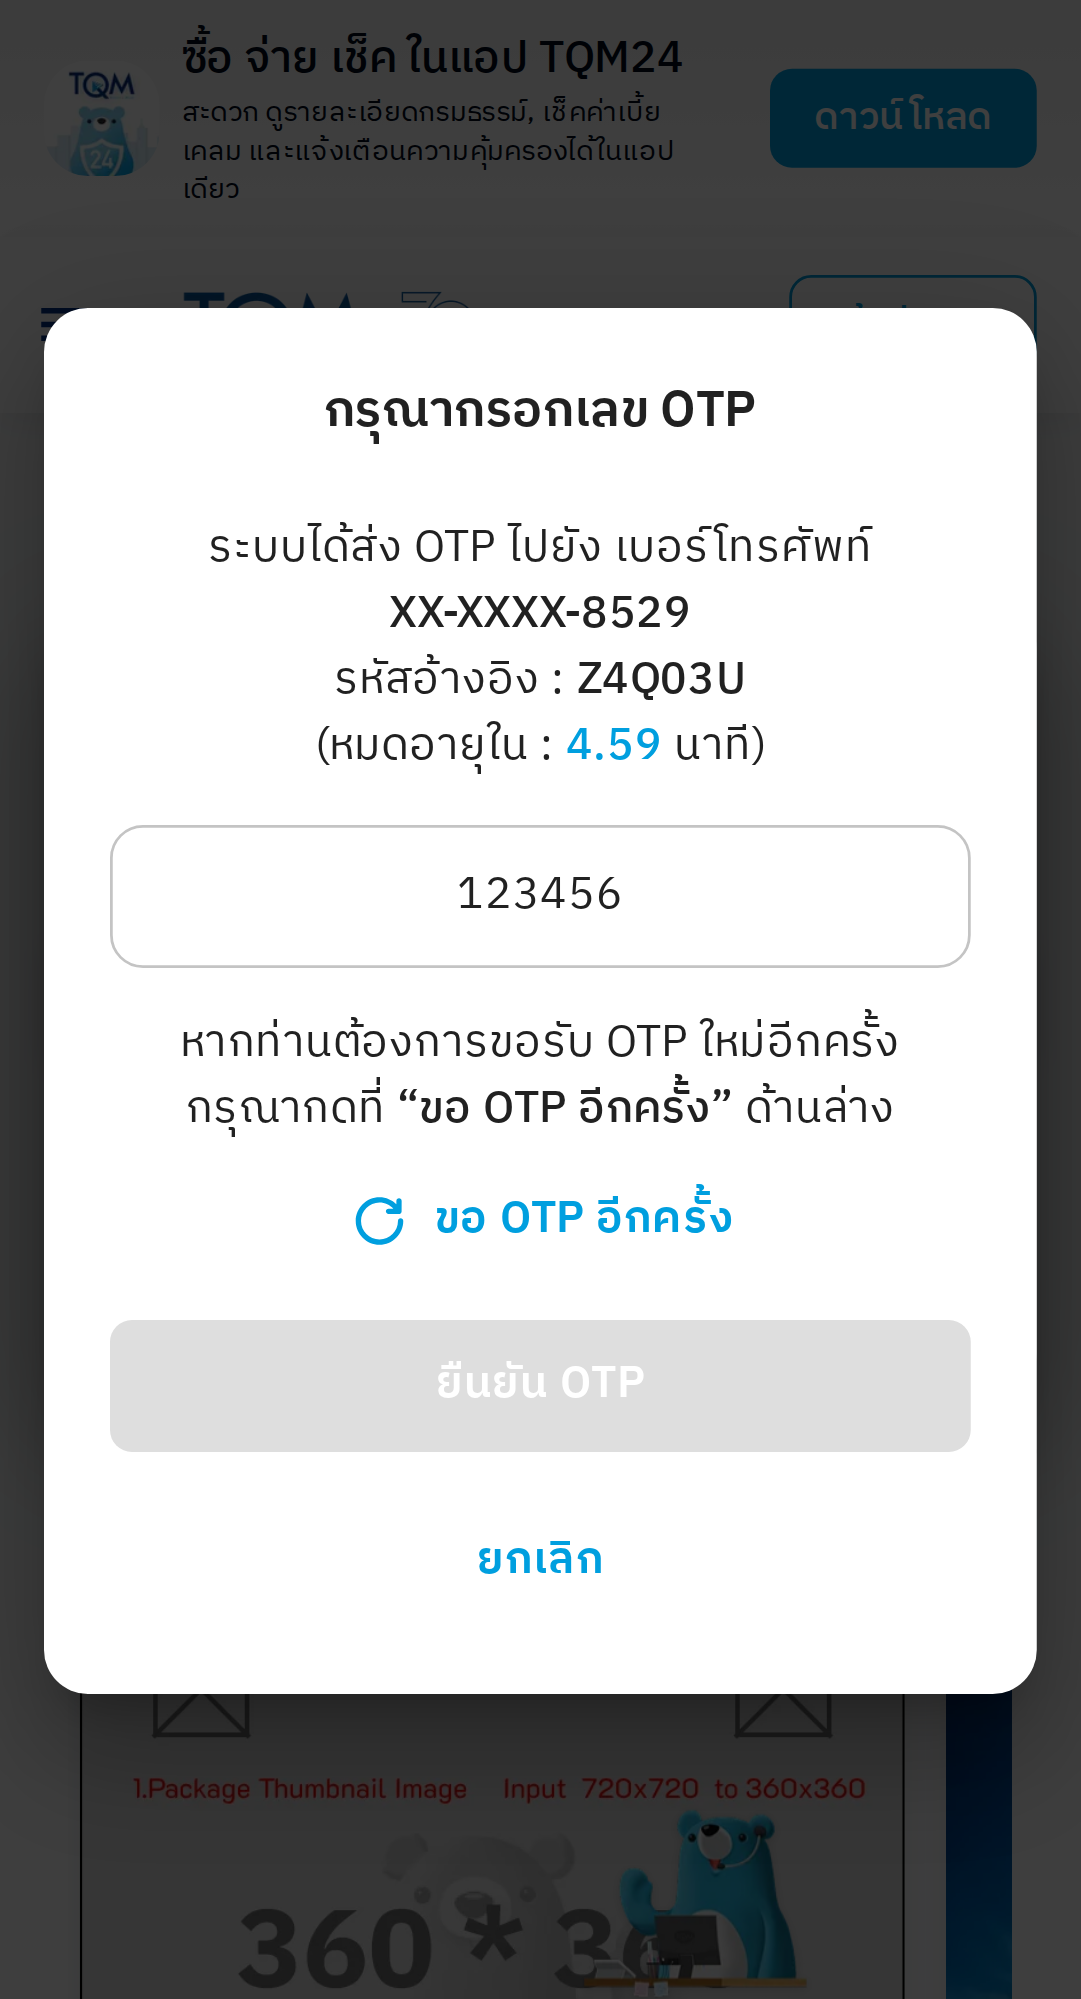 TQM
24
ซื้อ จ่าย เช็ค ในแอป TQM24
สะดวก ดูรายละเอียดกรมธรรม์, เช็คค่าเบี้ย
เคลม และแจ้งเตือนความคุ้มครองได้ในแอป
เดียว
ดาวน์โหลด
TQM
กรุณากรอกเลข OTP
ระบบได้ส่ง OTP ไปยัง เบอร์โทรศัพท์
XX-XXXX-8529
รหัสอ้างอิง : Z4Q03U
(หมดอายุใน : 4.59 นาที)
123456
หากท่านต้องการขอรับ OTP ใหม่อีกครั้ง
กรุณากดที่ “ขอ OTP อีกครั้ง” ด้านล่าง
ขอ OTP อีกครั้ง
ยืนยัน OTP
ยกเลิก
1.Package Thumbnail Image Input 720x720 to 360x360
360 * 36